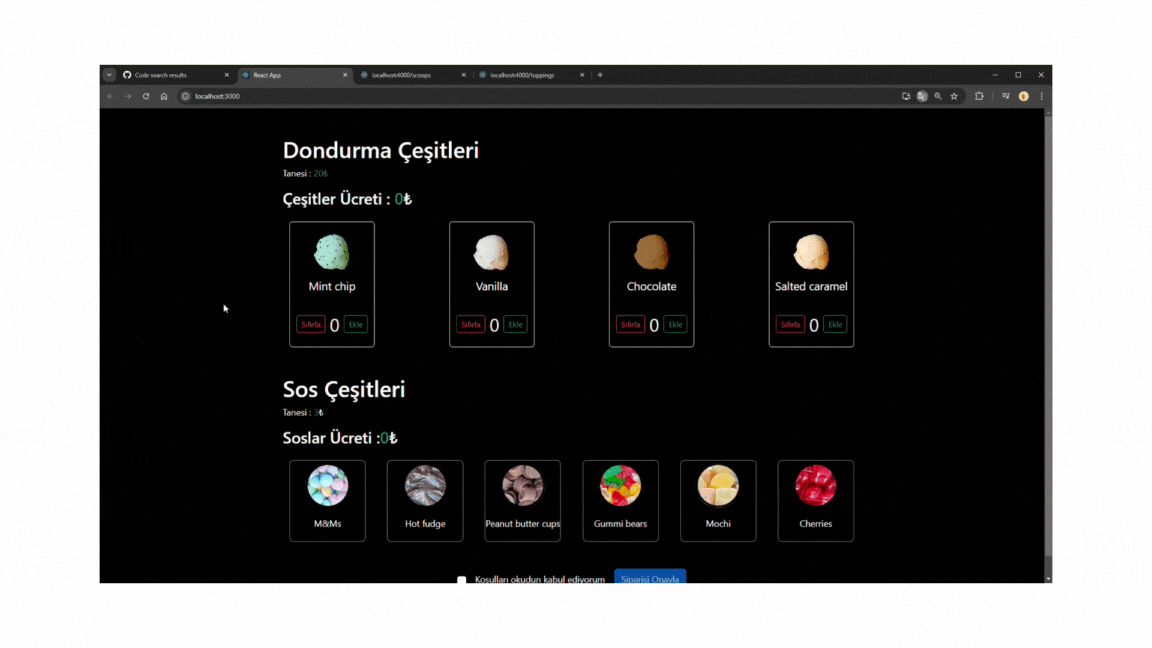 Code search results
React App
localhost:4000/scoops
localhost:4000/toppings
localhost:3000
Dondurma Çeşitleri
Tanesi : 20₺
Çeşitler Ücreti : 0₺
Mint chip
Vanilla
Chocolate
Salted caramel
Sıfırla 0 Ekle
Sıfırla 0 Ekle
Sıfırla 0 Ekle
Sıfırla 0 Ekle
Sos Çeşitleri
Tanesi : 3₺
Soslar Ücreti :0₺
M&Ms
Hot fudge
Peanut butter cups
Gummi bears
Mochi
Cherries
Koşulları okudun kabul ediyorum
Siparişi Onayla